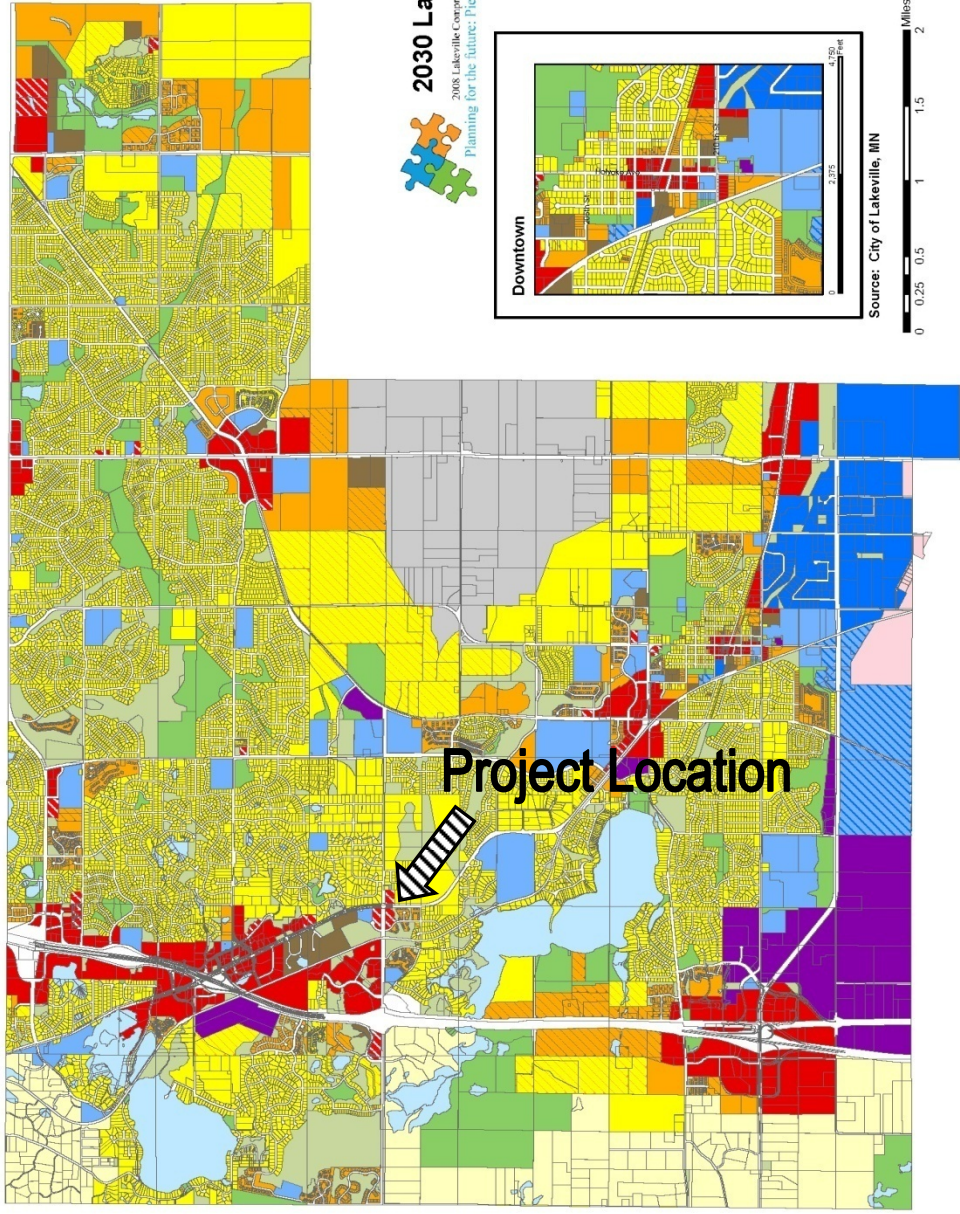 2030 La
2008 Lakeville Compr
Planning for the future: Pie
Downtown
Holyoke Ave
0
2,375
4,750
Feet
Source: City of Lakeville, MN
0
0.25
0.5
1
1.5
2
Miles
Project Location